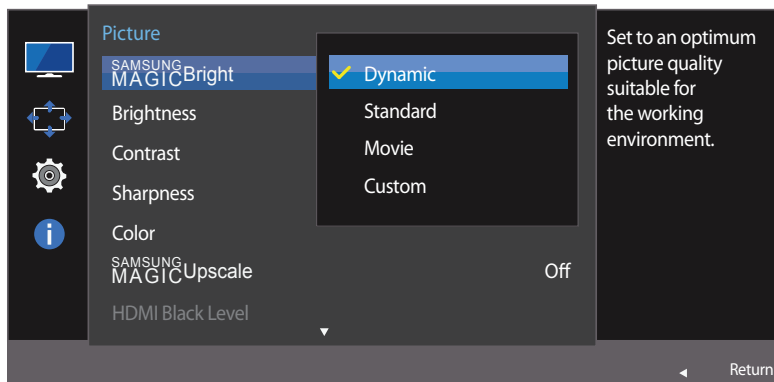 Picture
SAMSUNG
MAGICBright
Brightness
Contrast
Sharpness
Color
SAMSUNG
MAGICUpscale Off
HDMI Black Level
Dynamic
Standard
Movie
Custom
Set to an optimum
picture quality
suitable for
the working
environment.
Return